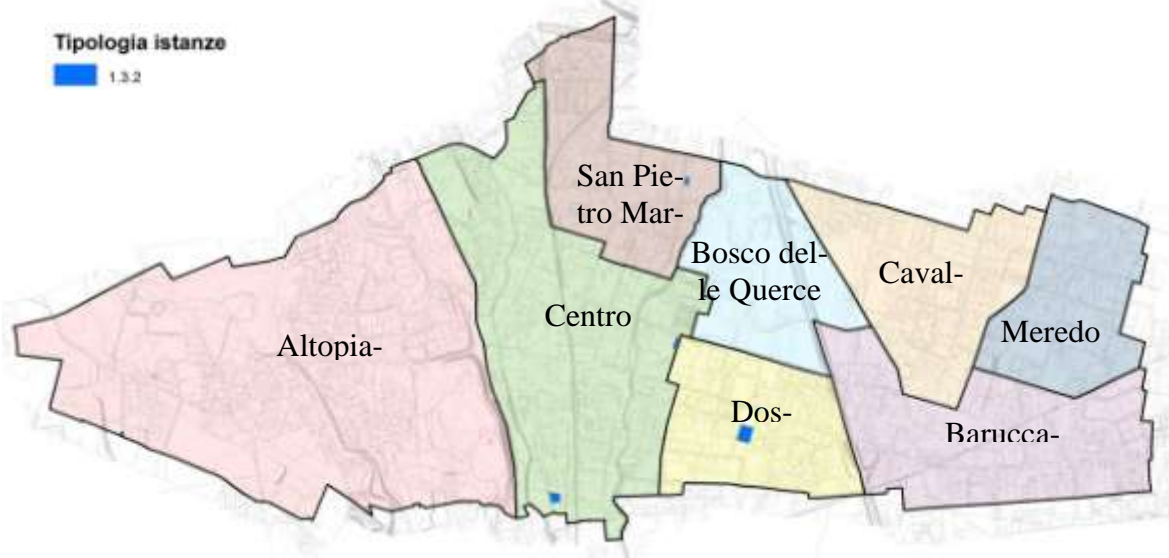 Tipologia istanze
1.3.2
San Pie-
tro Mar-
Bosco del-
le Querce
Caval-
Centro
Meredo
Altopia-
Dos-
Barucca-